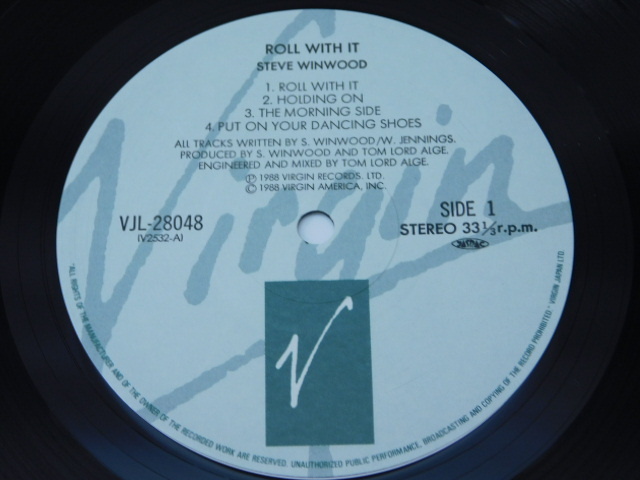 ROLL WITH IT
STEVE WINWOOD
1. ROLL WITH IT
2. HOLDING ON
3. THE MORNING SIDE
4. PUT ON YOUR DANCING SHOES
ALL TRACKS WRITTEN BY S. WINWOOD/W. JENNINGS.
PRODUCED BY S. WINWOOD AND TOM LORD ALGE.
ENGINEERED AND MIXED BY TOM LORD ALGE.
Ⓟ 1988 VIRGIN RECORDS. LTD.
© 1988 VIRGIN AMERICA, INC.
Virgin
VJL-28048
(V2532-A)
SIDE 1
STEREO 33⅓r.p.m.
V
"ALL RIGHTS OF THE MANUFACTURER AND OF THE OWNER OF THE RECORDED WORK ARE RESERVED. UNAUTHORIZED PUBLIC PERFORMANCE, BROADCASTING AND COPYING OF THE RECORD PROHIBITED · VIRGIN JAPAN LTD.